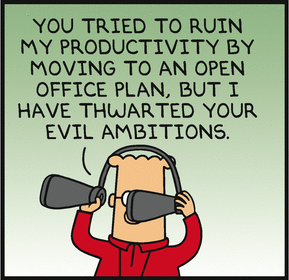 YOU TRIED TO RUIN
MY PRODUCTIVITY BY
MOVING TO AN OPEN
OFFICE PLAN, BUT I
HAVE THWARTED YOUR
EVIL AMBITIONS.